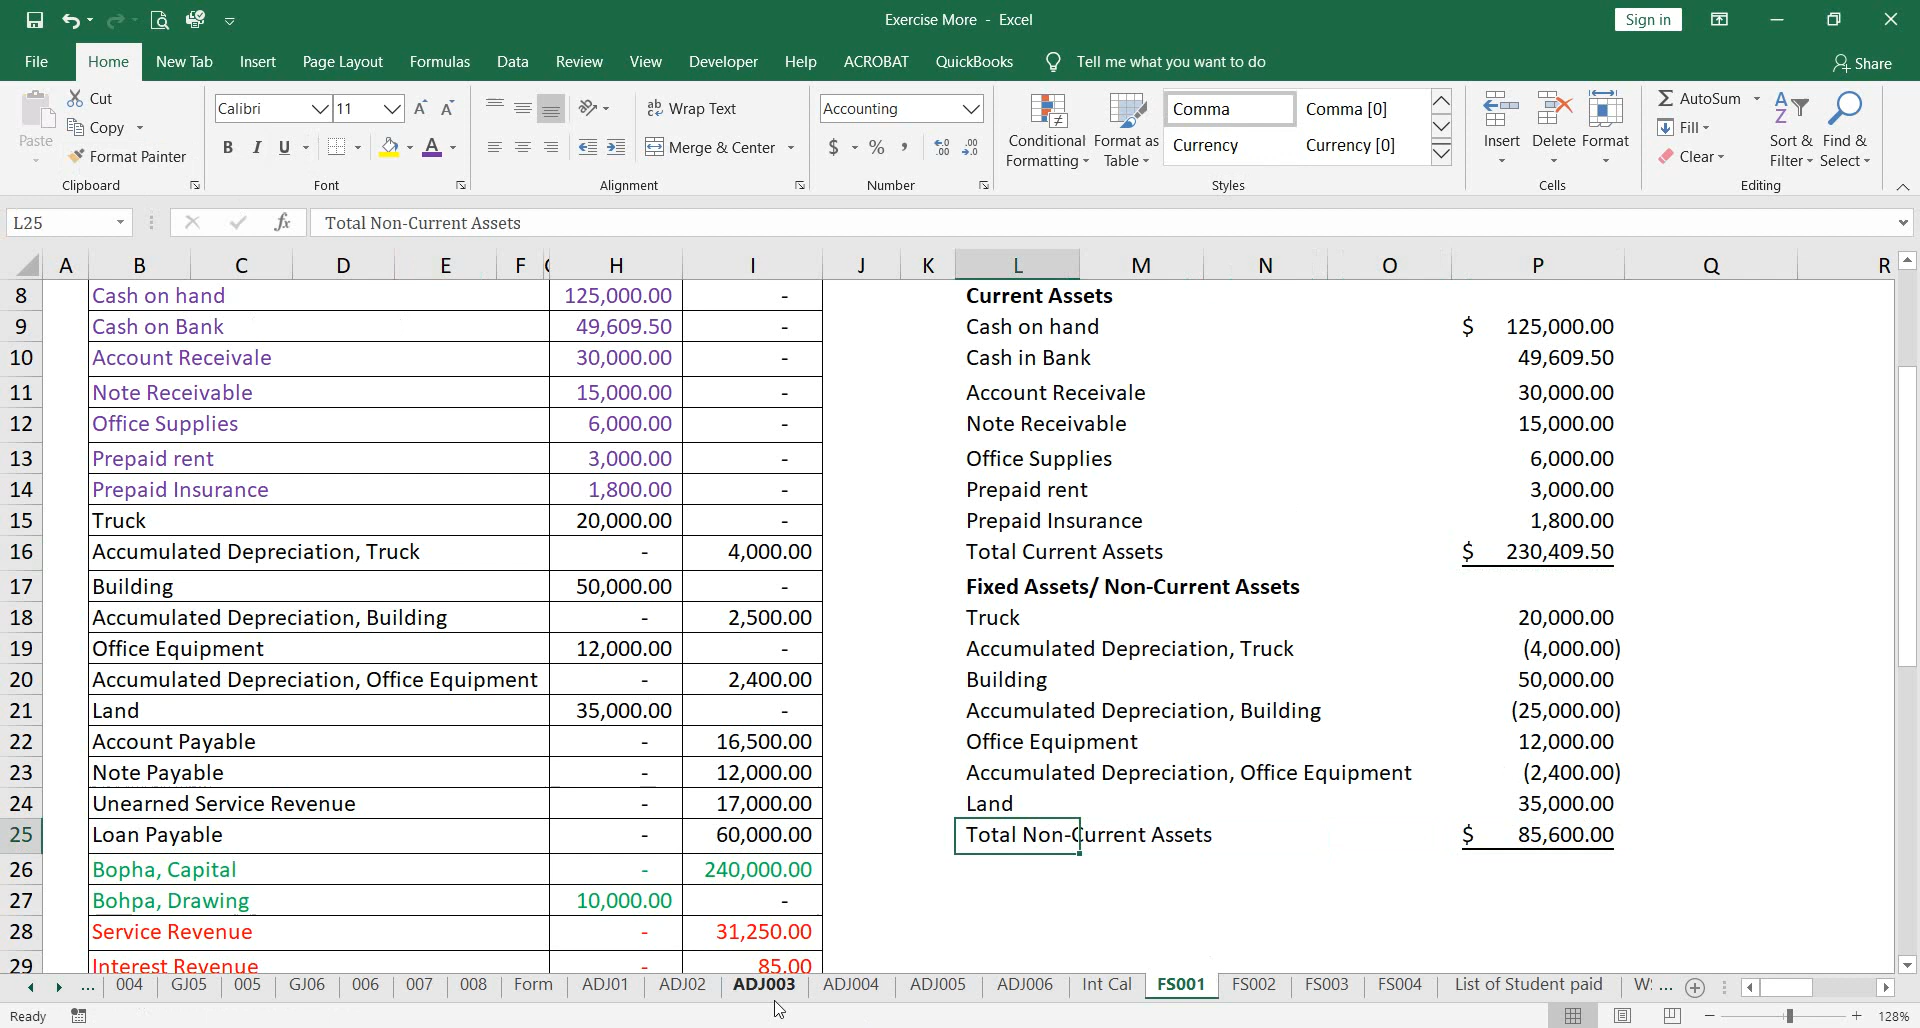 Exercise More - Excel
Sign in
File Home New Tab Insert Page Layout Formulas Data Review View Developer Help ACROBAT QuickBooks Tell me what you want to do Share
Paste Cut Copy Format Painter Clipboard
Calibri 11 B I U A Font
ab Wrap Text Merge & Center Alignment
Accounting $ % , Number
Conditional Formatting Format as Table Comma Comma [0] Currency Currency [0] Styles
Insert Delete Format Cells
AutoSum Fill Clear Sort & Filter Find & Select Editing
L25 fx Total Non-Current Assets
A B C D E F H I J K L M N O P Q R
8 Cash on hand 125,000.00 - Current Assets
9 Cash on Bank 49,609.50 - Cash on hand $ 125,000.00
10 Account Receivale 30,000.00 - Cash in Bank 49,609.50
11 Note Receivable 15,000.00 - Account Receivale 30,000.00
12 Office Supplies 6,000.00 - Note Receivable 15,000.00
13 Prepaid rent 3,000.00 - Office Supplies 6,000.00
14 Prepaid Insurance 1,800.00 - Prepaid rent 3,000.00
15 Truck 20,000.00 - Prepaid Insurance 1,800.00
16 Accumulated Depreciation, Truck - 4,000.00 Total Current Assets $ 230,409.50
17 Building 50,000.00 - Fixed Assets/ Non-Current Assets
18 Accumulated Depreciation, Building - 2,500.00 Truck 20,000.00
19 Office Equipment 12,000.00 - Accumulated Depreciation, Truck (4,000.00)
20 Accumulated Depreciation, Office Equipment - 2,400.00 Building 50,000.00
21 Land 35,000.00 - Accumulated Depreciation, Building (25,000.00)
22 Account Payable - 16,500.00 Office Equipment 12,000.00
23 Note Payable - 12,000.00 Accumulated Depreciation, Office Equipment (2,400.00)
24 Unearned Service Revenue - 17,000.00 Land 35,000.00
25 Loan Payable - 60,000.00 Total Non-Current Assets $ 85,600.00
26 Bopha, Capital - 240,000.00
27 Bohpa, Drawing 10,000.00 -
28 Service Revenue - 31,250.00
29 Interest Revenue - 85.00
... 004 GJ05 005 GJ06 006 007 008 Form ADJ01 ADJ02 ADJ003 ADJ004 ADJ005 ADJ006 Int Cal FS001 FS002 FS003 FS004 List of Student paid W: ...
Ready 128%